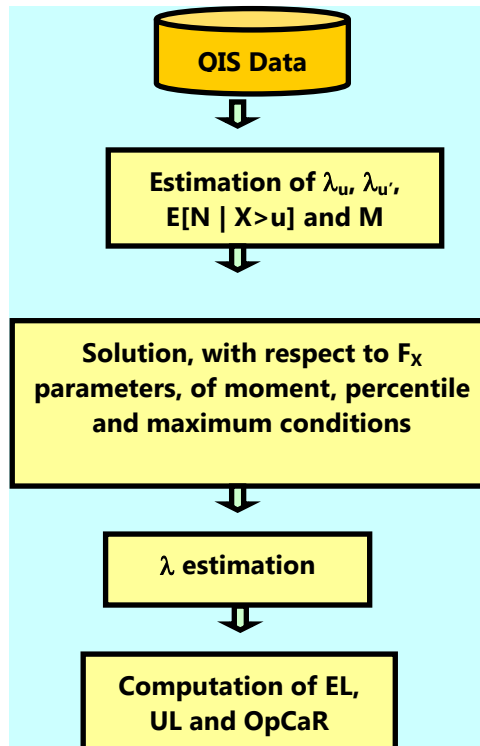 QIS Data
Estimation of λu, λu′,
E[N | X>u] and M
Solution, with respect to FX
parameters, of moment, percentile
and maximum conditions
λ estimation
Computation of EL,
UL and OpCaR